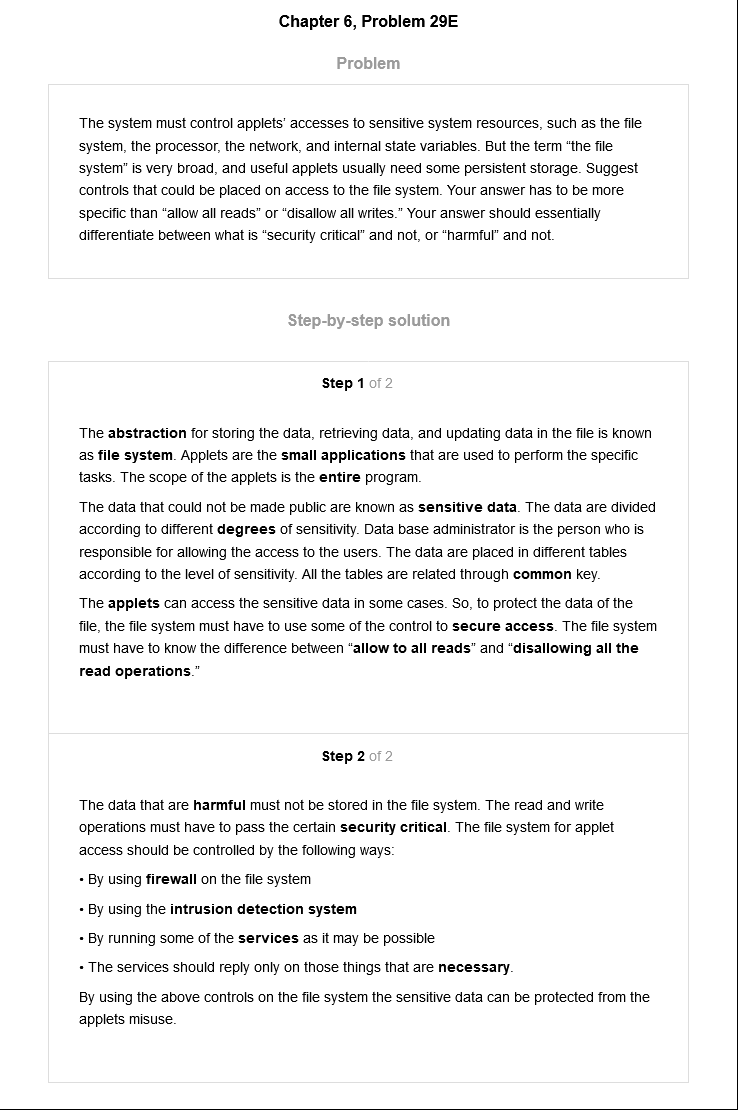 Chapter 6, Problem 29E
Problem
The system must control applets’ accesses to sensitive system resources, such as the file
system, the processor, the network, and internal state variables. But the term “the file
system” is very broad, and useful applets usually need some persistent storage. Suggest
controls that could be placed on access to the file system. Your answer has to be more
specific than “allow all reads” or “disallow all writes.” Your answer should essentially
differentiate between what is “security critical” and not, or “harmful” and not.
Step-by-step solution
Step 1 of 2
The abstraction for storing the data, retrieving data, and updating data in the file is known
as file system. Applets are the small applications that are used to perform the specific
tasks. The scope of the applets is the entire program.
The data that could not be made public are known as sensitive data. The data are divided
according to different degrees of sensitivity. Data base administrator is the person who is
responsible for allowing the access to the users. The data are placed in different tables
according to the level of sensitivity. All the tables are related through common key.
The applets can access the sensitive data in some cases. So, to protect the data of the
file, the file system must have to use some of the control to secure access. The file system
must have to know the difference between “allow to all reads” and “disallowing all the
read operations.”
Step 2 of 2
The data that are harmful must not be stored in the file system. The read and write
operations must have to pass the certain security critical. The file system for applet
access should be controlled by the following ways:
• By using firewall on the file system
• By using the intrusion detection system
• By running some of the services as it may be possible
• The services should reply only on those things that are necessary.
By using the above controls on the file system the sensitive data can be protected from the
applets misuse.